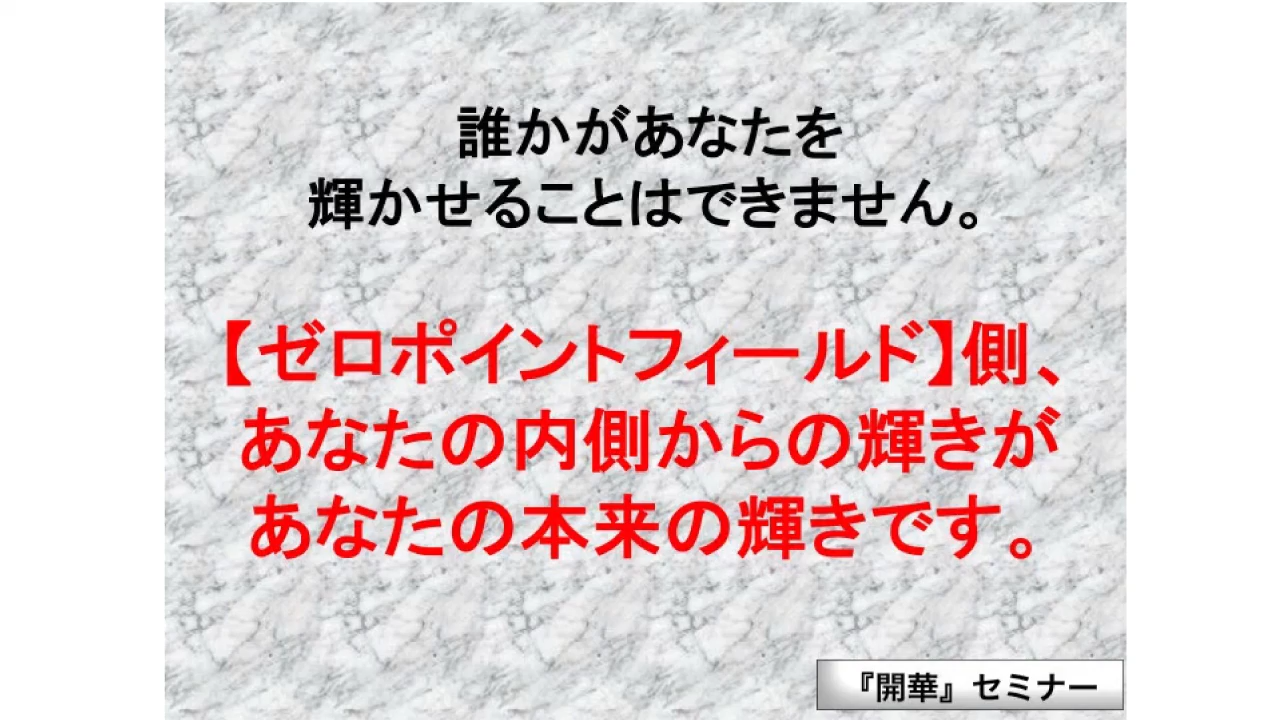 誰かがあなたを
輝かせることはできません。
【ゼロポイントフィールド】側、
あなたの内側からの輝きが
あなたの本来の輝きです。
『開華』セミナー